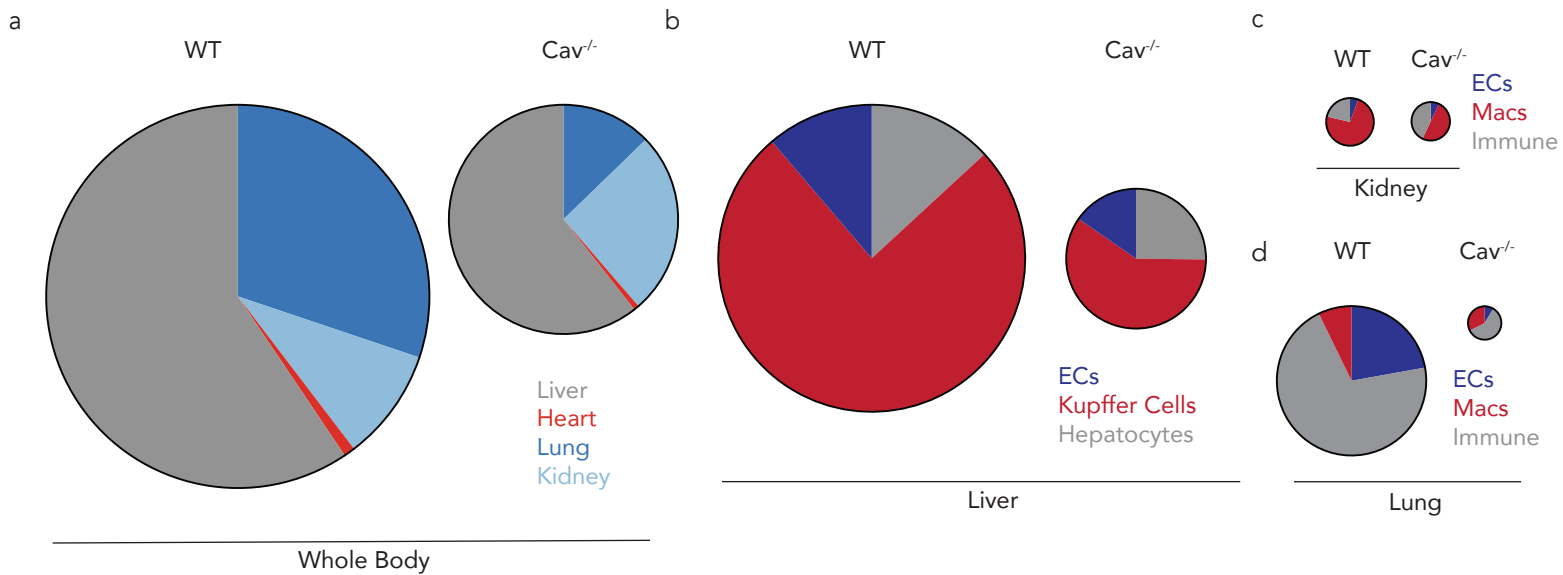 a
WT
Cav-/-
Liver
Heart
Lung
Kidney
Whole Body
b
WT
Cav-/-
ECs
Kupffer Cells
Hepatocytes
Liver
c
WT
Cav-/-
ECs
Macs
Immune
Kidney
d
WT
Cav-/-
ECs
Macs
Immune
Lung